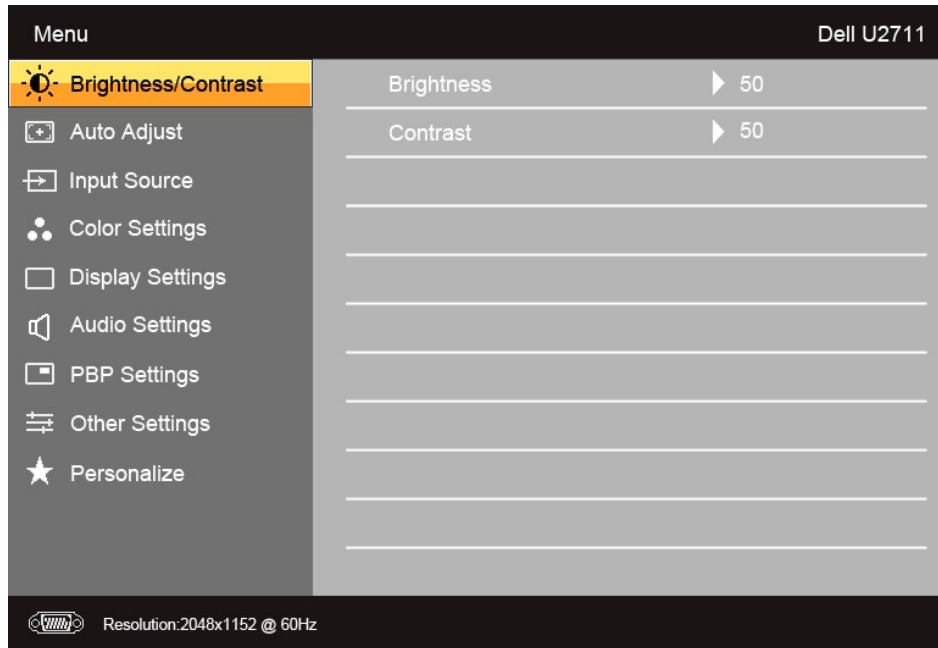 Menu Dell U2711
Brightness/Contrast Brightness 50
Auto Adjust Contrast 50
Input Source
Color Settings
Display Settings
Audio Settings
PBP Settings
Other Settings
Personalize
Resolution:2048x1152 @ 60Hz